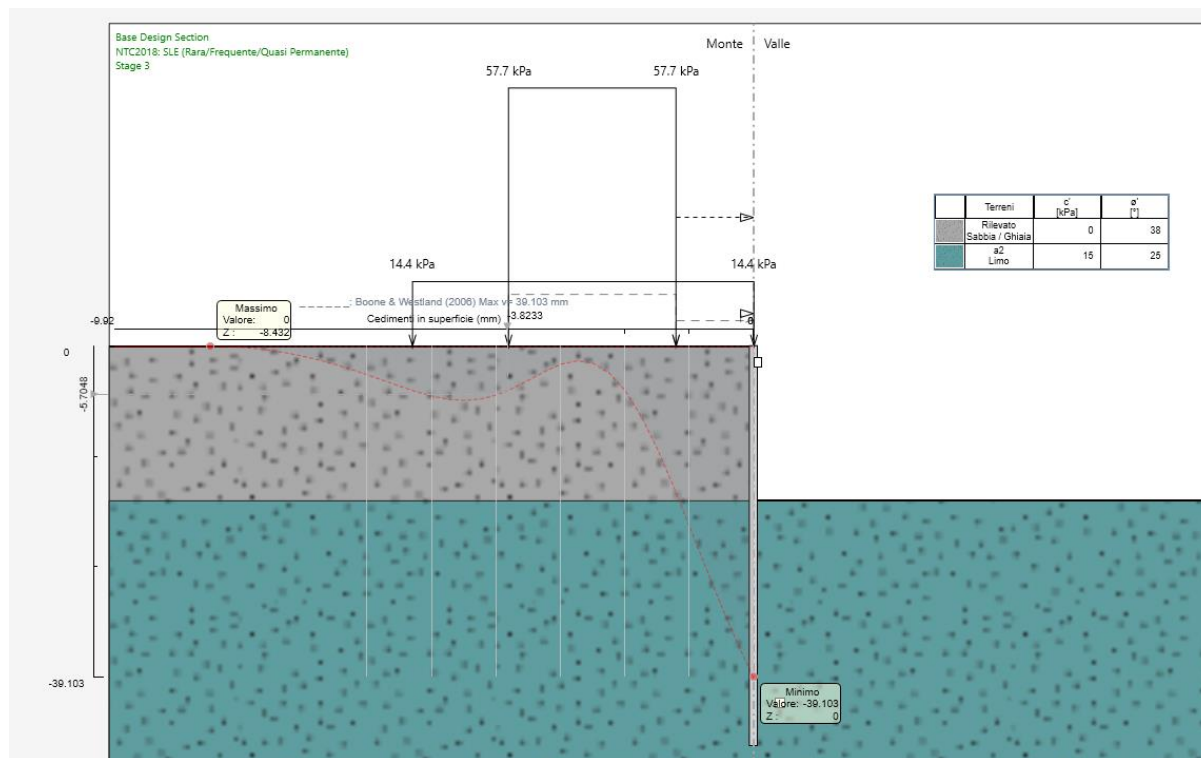 Base Design Section
NTC2018: SLE (Rara/Frequente/Quasi Permanente)
Stage 3
Monte
Valle
57.7 kPa
57.7 kPa
Terreni
c'
[kPa]
ø'
[°]
Rilevato
Sabbia / Ghiaia
0
38
a2
Limo
15
25
14.4 kPa
14.4 kPa
: Boone & Westland (2006) Max v= 39.103 mm
Cedimenti in superficie (mm)
-3.8233
Massimo
Valore: 0
Z : -8.432
-9.92
0
-5.7048
-39.103
Minimo
Valore: -39.103
Z : 0